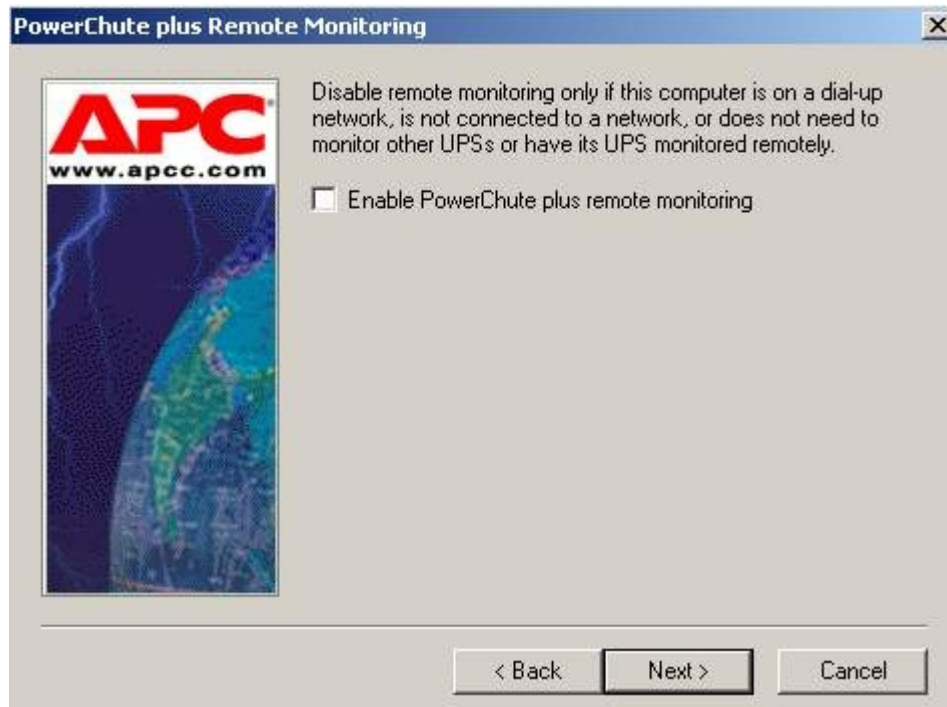 PowerChute plus Remote Monitoring
APC
www.apcc.com
Disable remote monitoring only if this computer is on a dial-up
network, is not connected to a network, or does not need to
monitor other UPSs or have its UPS monitored remotely.
Enable PowerChute plus remote monitoring
< Back
Next >
Cancel